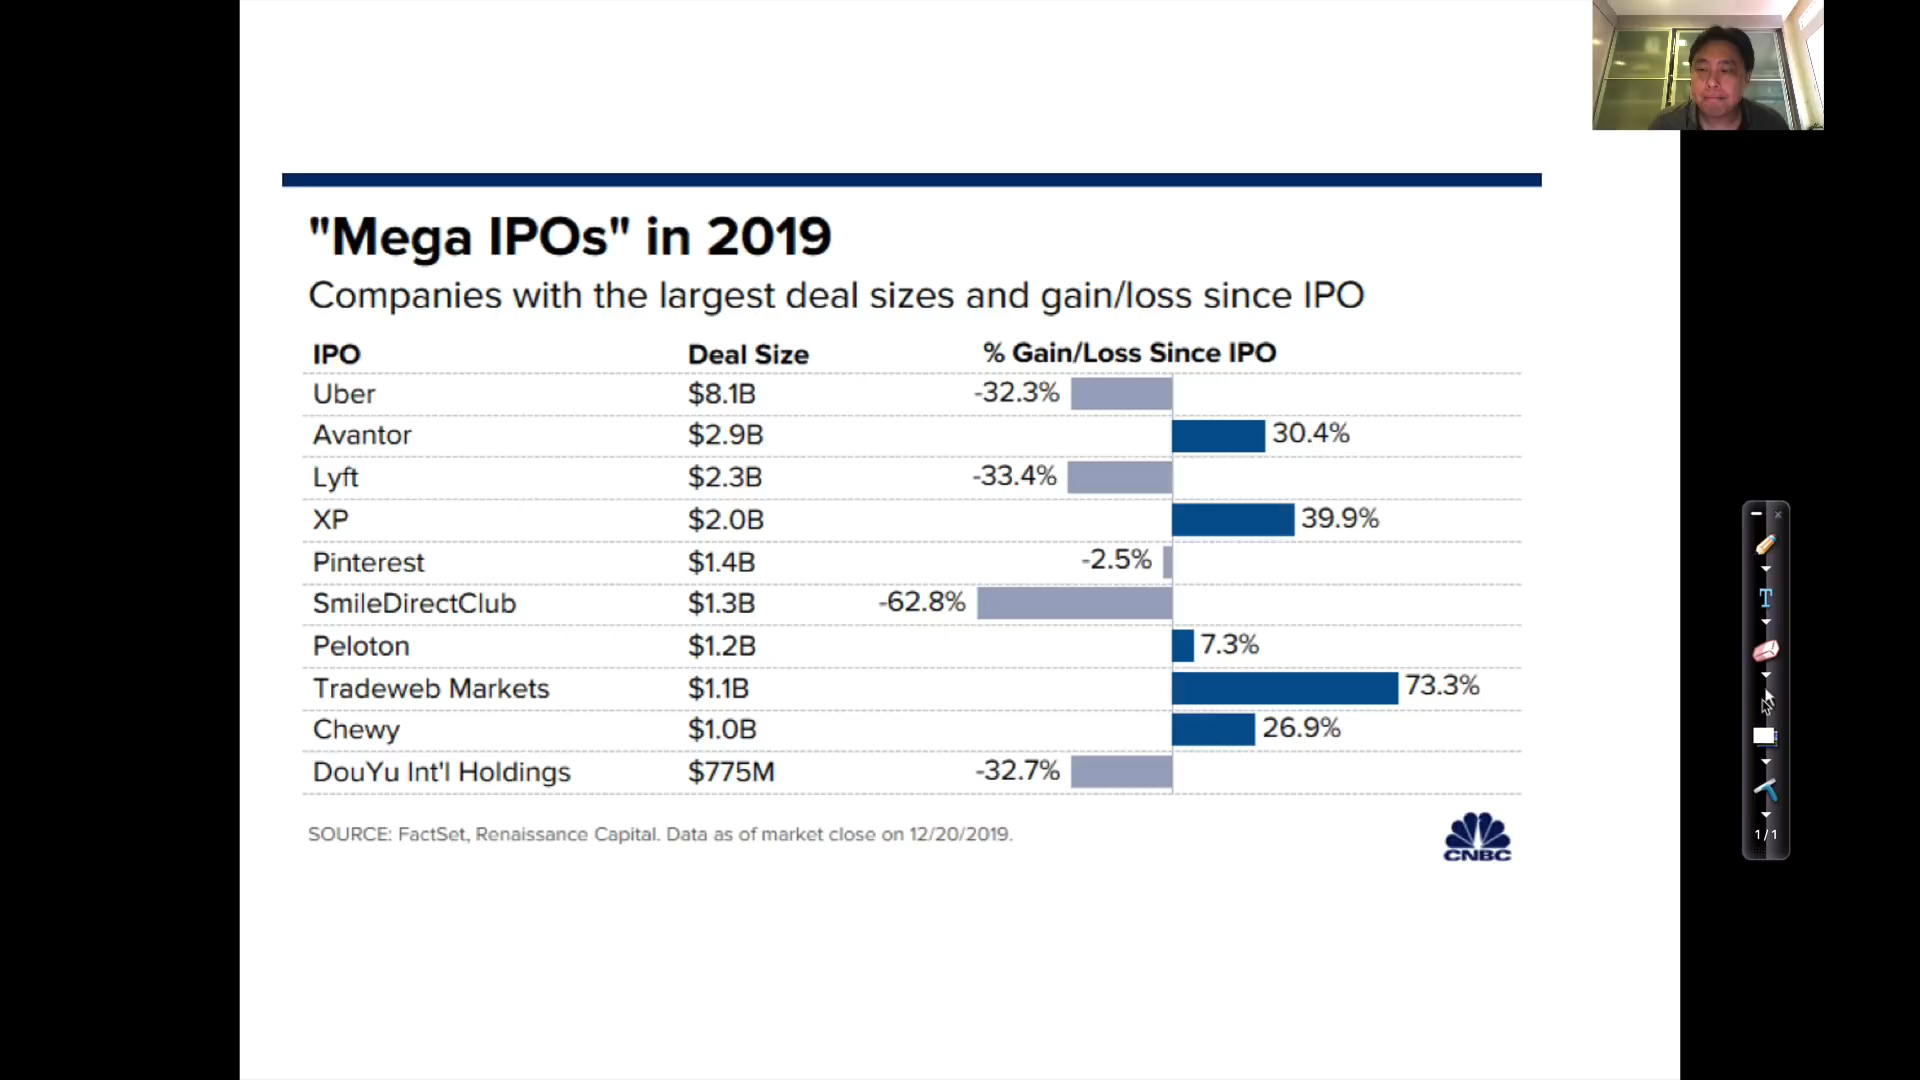 "Mega IPOs" in 2019
Companies with the largest deal sizes and gain/loss since IPO
IPO Deal Size % Gain/Loss Since IPO
Uber $8.1B -32.3%
Avantor $2.9B 30.4%
Lyft $2.3B -33.4%
XP $2.0B 39.9%
Pinterest $1.4B -2.5%
SmileDirectClub $1.3B -62.8%
Peloton $1.2B 7.3%
Tradeweb Markets $1.1B 73.3%
Chewy $1.0B 26.9%
DouYu Int'l Holdings $775M -32.7%
SOURCE: FactSet, Renaissance Capital. Data as of market close on 12/20/2019.
CNBC
T
1/1